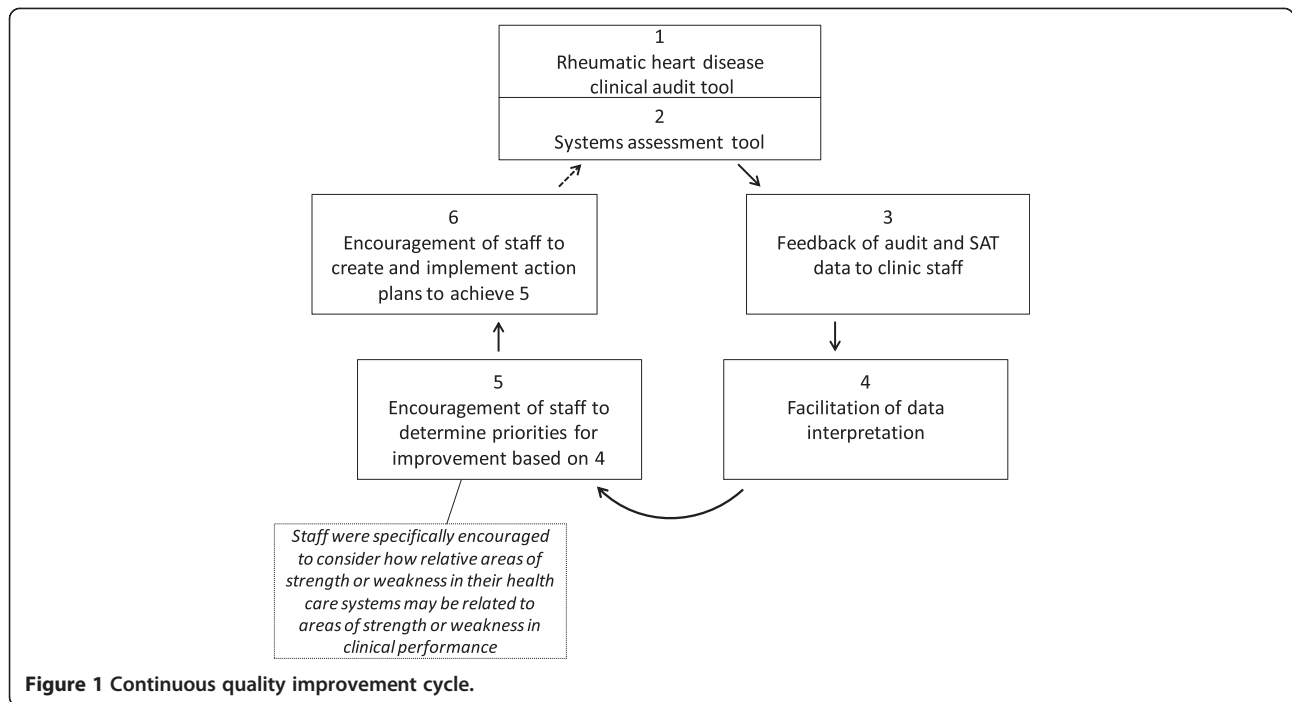 1
Rheumatic heart disease
clinical audit tool
2
Systems assessment tool
3
Feedback of audit and SAT
data to clinic staff
4
Facilitation of data
interpretation
5
Encouragement of staff to
determine priorities for
improvement based on 4
6
Encouragement of staff to
create and implement action
plans to achieve 5
Staff were specifically encouraged
to consider how relative areas of
strength or weakness in their health
care systems may be related to
areas of strength or weakness in
clinical performance
Figure 1 Continuous quality improvement cycle.